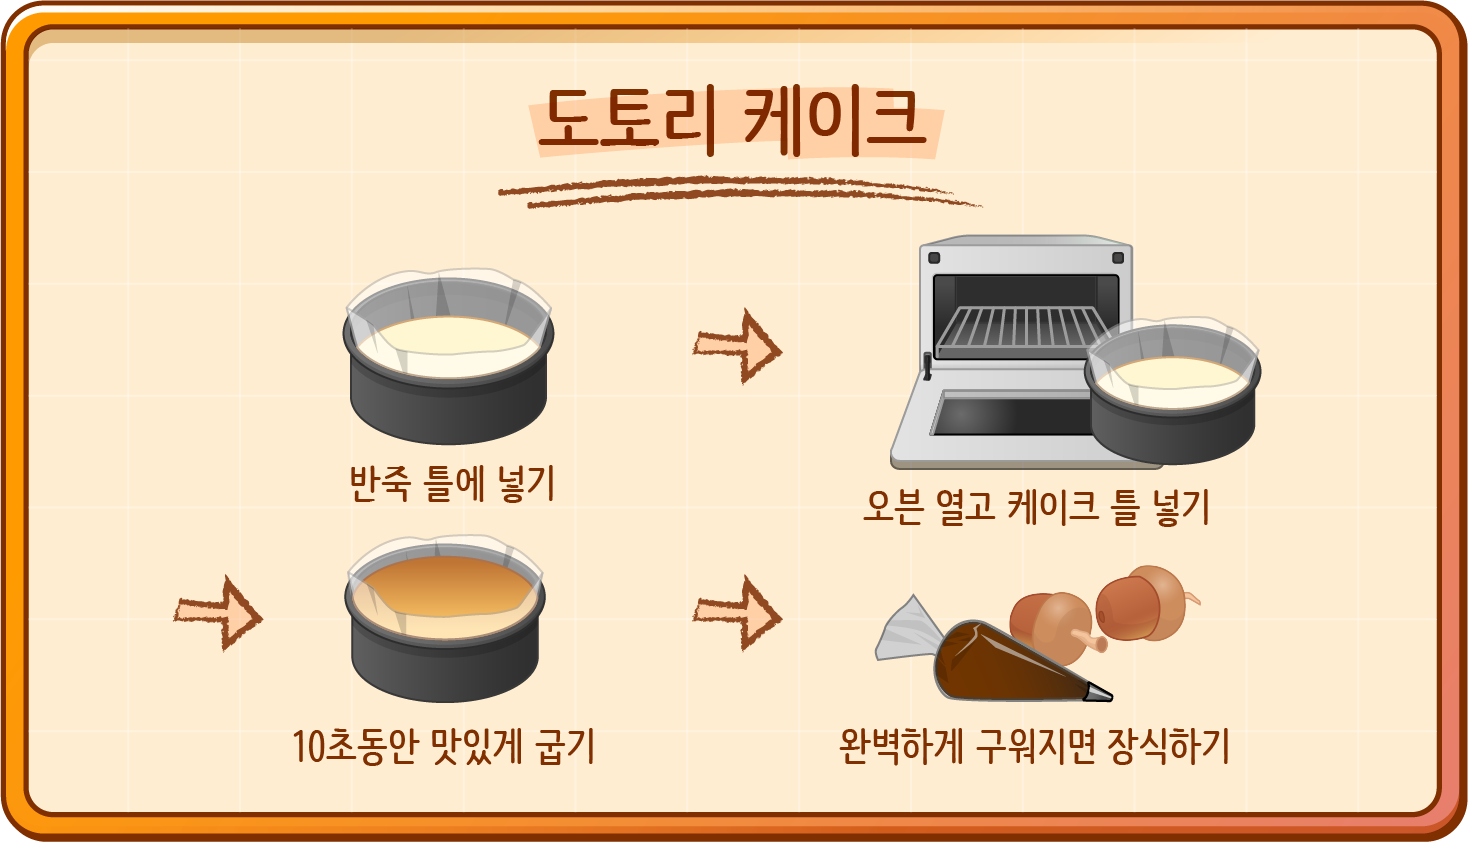 도토리 케이크
반죽 틀에 넣기
오븐 열고 케이크 틀 넣기
10초동안 맛있게 굽기
완벽하게 구워지면 장식하기